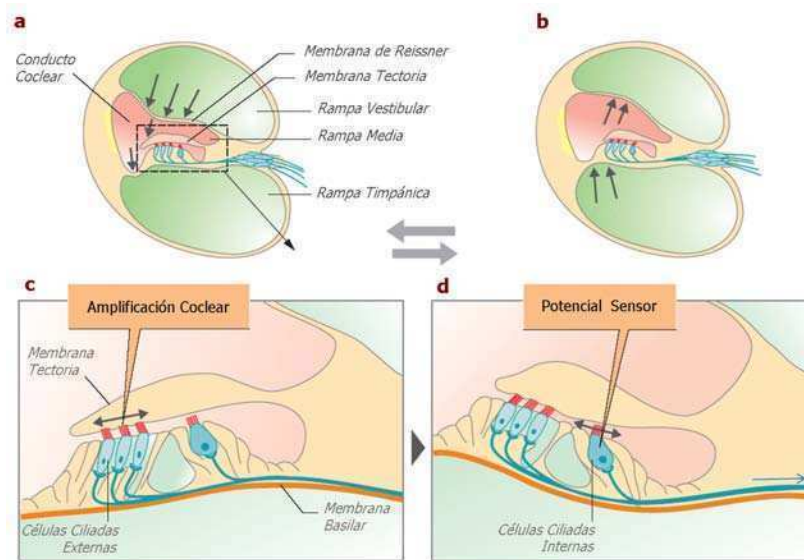 a
b
Membrana de Reissner
Conducto
Coclear
Membrana Tectoria
Rampa Vestibular
Rampa Media
Rampa Timpánica
c
d
Amplificación Coclear
Potencial Sensor
Membrana
Tectoria
Membrana
Basilar
Células Ciliadas
Externas
Células Ciliadas
Internas